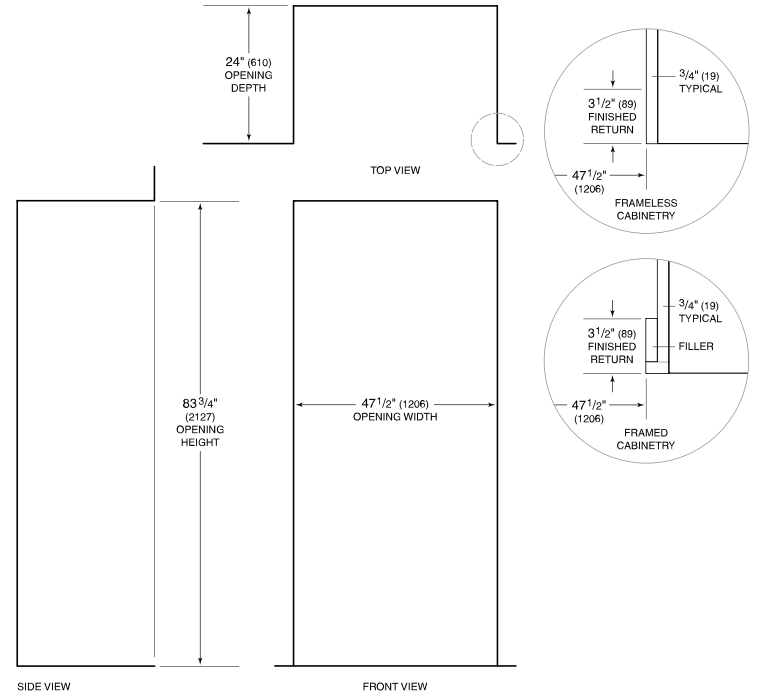 24" (610)
OPENING
DEPTH
TOP VIEW
3/4" (19)
TYPICAL
3 1/2" (89)
FINISHED
RETURN
47 1/2"
(1206)
FRAMELESS
CABINETRY
3/4" (19)
TYPICAL
3 1/2" (89)
FINISHED
RETURN
FILLER
47 1/2"
(1206)
FRAMED
CABINETRY
83 3/4"
(2127)
OPENING
HEIGHT
47 1/2" (1206)
OPENING WIDTH
SIDE VIEW
FRONT VIEW